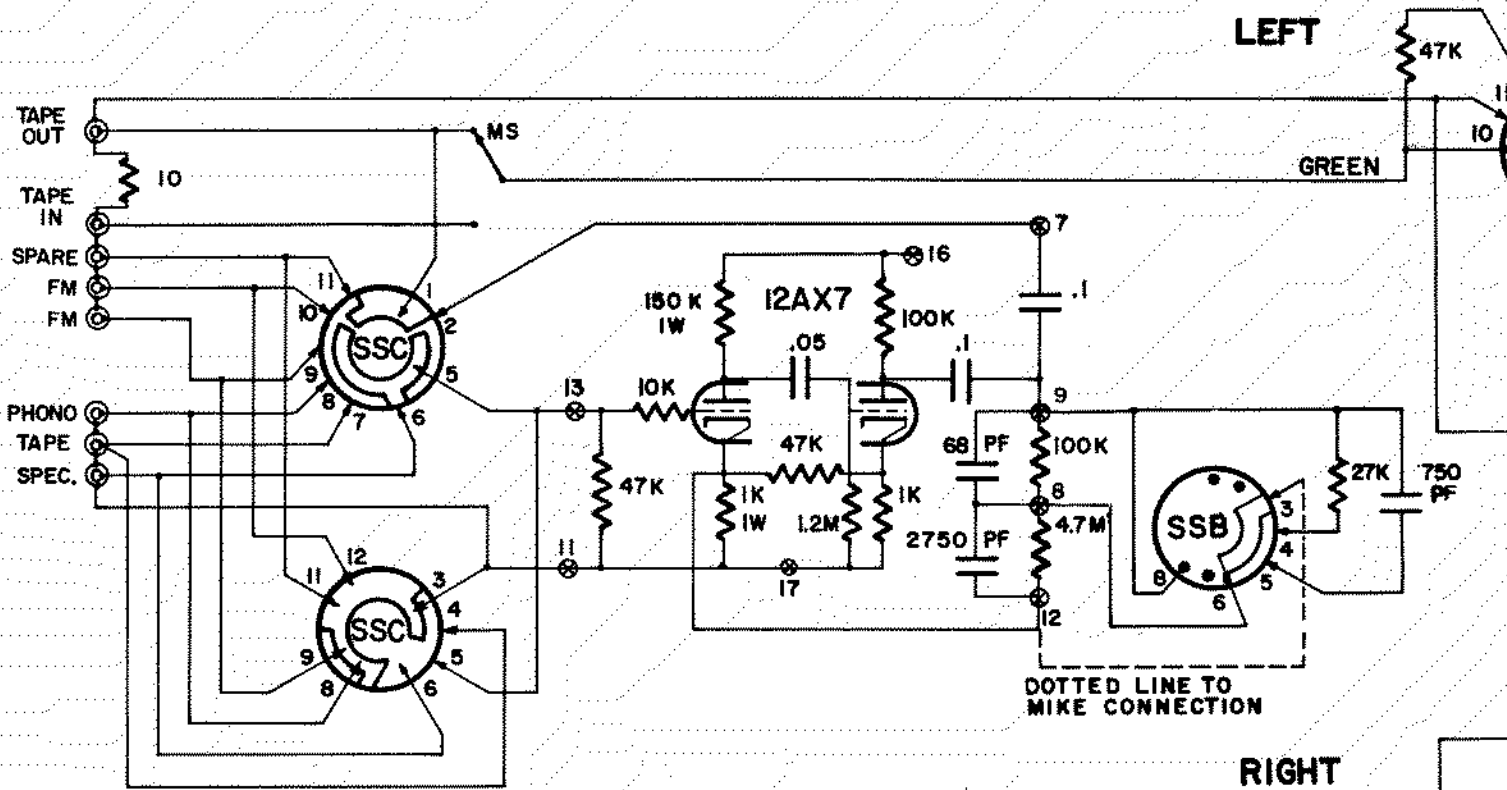 LEFT
47K
11
TAPE
OUT
MS
10
10
GREEN
TAPE
IN
SPARE
FM
FM
11
1
10
2
SSC
5
9
8
7
6
7
16
150 K
1W
12AX7
100K
.1
.05
.1
PHONO
TAPE
SPEC.
13
10K
9
68 PF
100K
47K
47K
1K
1W
1.2M
1K
8
2750 PF
4.7M
11
17
12
SSB
3
4
5
6
8
27K
750
PF
12
11
3
4
SSC
9
5
8
6
DOTTED LINE TO
MIKE CONNECTION
RIGHT